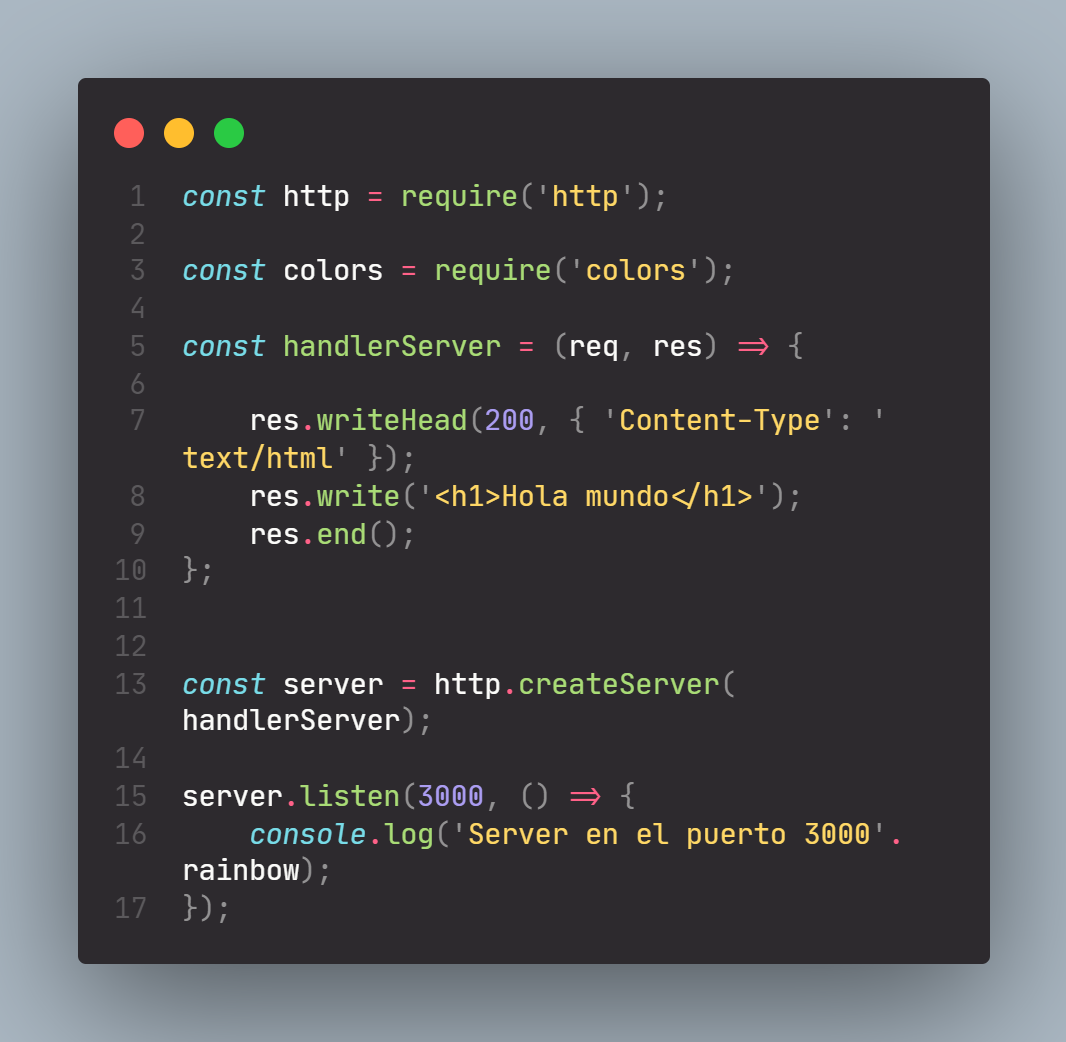 1 const http = require('http');
2
3 const colors = require('colors');
4
5 const handlerServer = (req, res) => {
6
7     res.writeHead(200, { 'Content-Type': '
text/html' });
8     res.write('<h1>Hola mundo</h1>');
9     res.end();
10 };
11
12
13 const server = http.createServer(
handlerServer);
14
15 server.listen(3000, () => {
16     console.log('Server en el puerto 3000'.
rainbow);
17 });